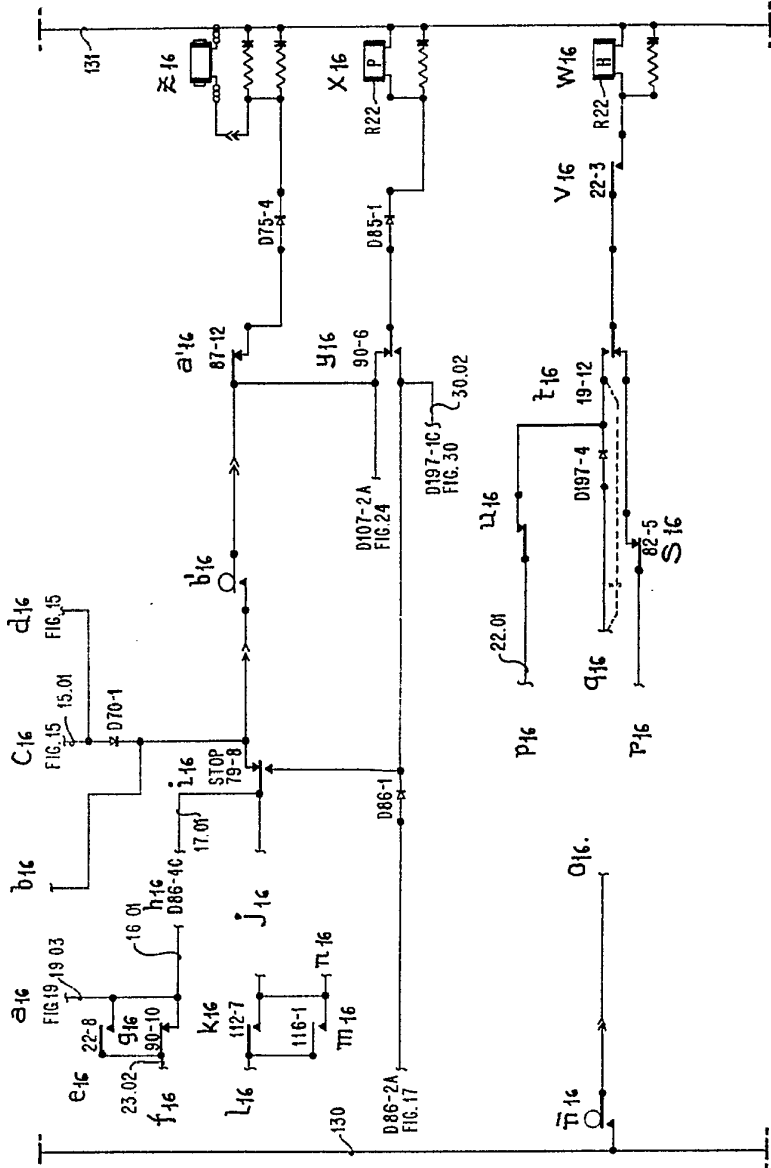 a16
FIG.19 19 03
e16
22-8
g16
23.02
90-10
f16
16 01
h16
D86-4C
17.01
b16
c16
FIG.15
15.01
D70-1
d16
FIG.15
i16
STOP
79-8
j16
k16
112-7
l16
116-1
m16
n16
b'16
a'16
87-12
D75-4
Z16
131
130
D86-2A
FIG.17
D86-1
D107-2A
FIG.24
D197-1C
FIG. 30
30.02
y16
90-6
D85-1
X16
P
R22
n̄16
o16.
p16
22.01
u16
q16
D197-4
t16
19-12
r16
82-5
S16
V16
22-3
W16
H
R22